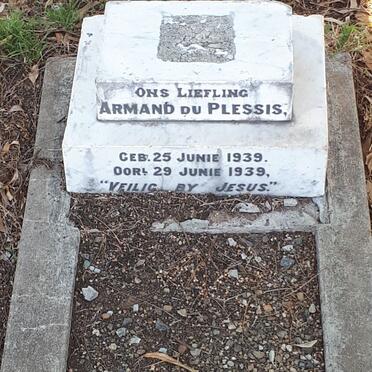 ONS LIEFLING
ARMAND DU PLESSIS.
GEB. 25 JUNIE 1939.
OORL 29 JUNIE 1939,
"VEILIG BY JESUS."